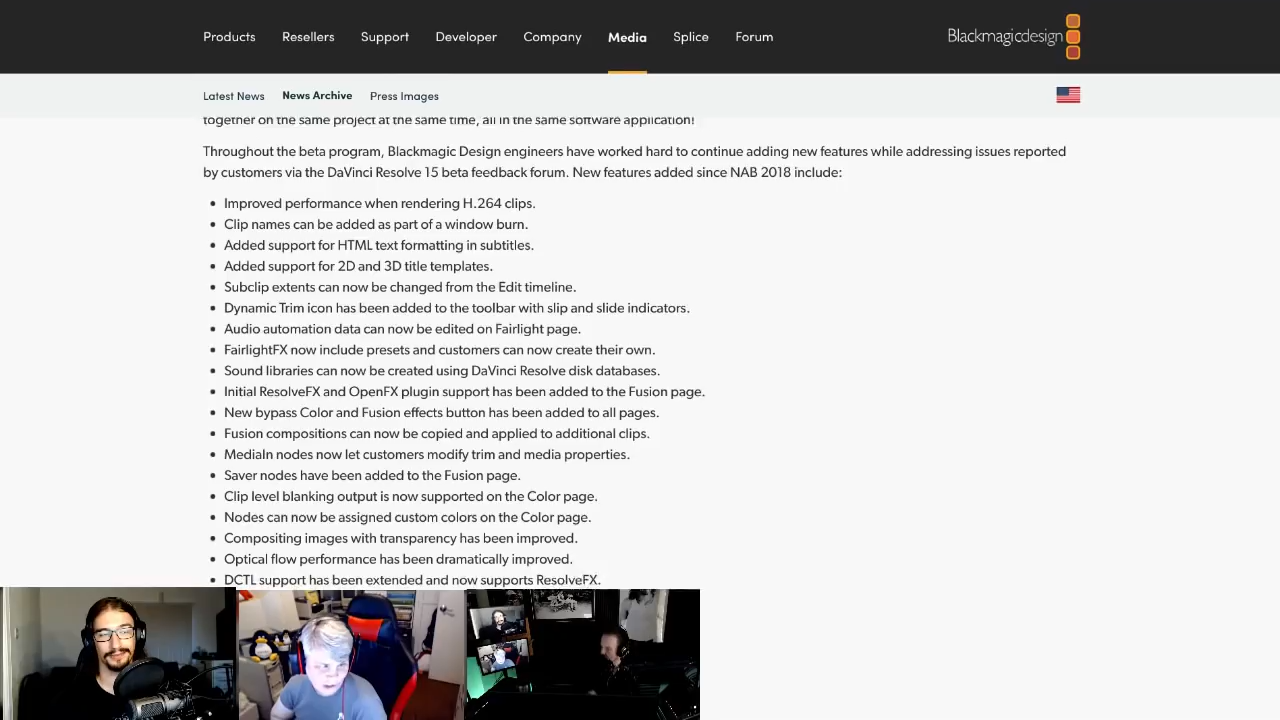 Products Resellers Support Developer Company Media Splice Forum Blackmagicdesign
Latest News News Archive Press Images
together on the same project at the same time, all in the same software application!
Throughout the beta program, Blackmagic Design engineers have worked hard to continue adding new features while addressing issues reported
by customers via the DaVinci Resolve 15 beta feedback forum. New features added since NAB 2018 include:
• Improved performance when rendering H.264 clips.
• Clip names can be added as part of a window burn.
• Added support for HTML text formatting in subtitles.
• Added support for 2D and 3D title templates.
• Subclip extents can now be changed from the Edit timeline.
• Dynamic Trim icon has been added to the toolbar with slip and slide indicators.
• Audio automation data can now be edited on Fairlight page.
• FairlightFX now include presets and customers can now create their own.
• Sound libraries can now be created using DaVinci Resolve disk databases.
• Initial ResolveFX and OpenFX plugin support has been added to the Fusion page.
• New bypass Color and Fusion effects button has been added to all pages.
• Fusion compositions can now be copied and applied to additional clips.
• MediaIn nodes now let customers modify trim and media properties.
• Saver nodes have been added to the Fusion page.
• Clip level blanking output is now supported on the Color page.
• Nodes can now be assigned custom colors on the Color page.
• Compositing images with transparency has been improved.
• Optical flow performance has been dramatically improved.
• DCTL support has been extended and now supports ResolveFX.